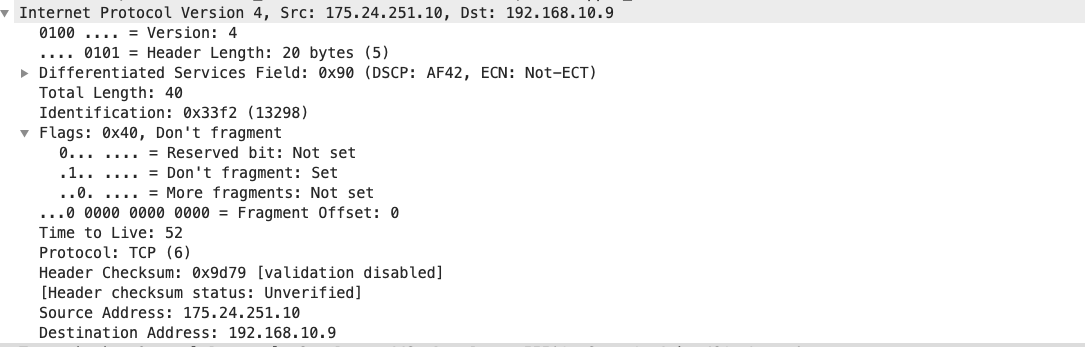 Internet Protocol Version 4, Src: 175.24.251.10, Dst: 192.168.10.9
0100 .... = Version: 4
.... 0101 = Header Length: 20 bytes (5)
Differentiated Services Field: 0x90 (DSCP: AF42, ECN: Not-ECT)
Total Length: 40
Identification: 0x33f2 (13298)
Flags: 0x40, Don't fragment
0... .... = Reserved bit: Not set
.1.. .... = Don't fragment: Set
..0. .... = More fragments: Not set
...0 0000 0000 0000 = Fragment Offset: 0
Time to Live: 52
Protocol: TCP (6)
Header Checksum: 0x9d79 [validation disabled]
[Header checksum status: Unverified]
Source Address: 175.24.251.10
Destination Address: 192.168.10.9